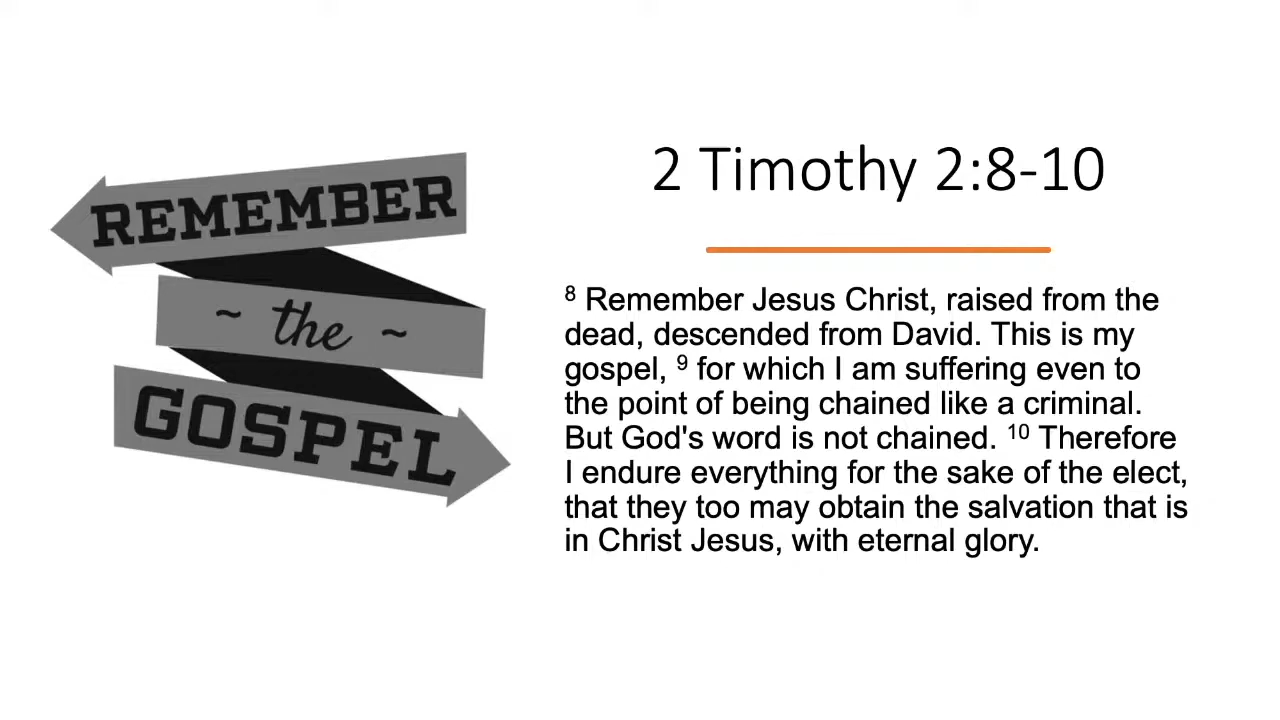 REMEMBER
~ the ~
GOSPEL
2 Timothy 2:8-10
8 Remember Jesus Christ, raised from the
dead, descended from David. This is my
gospel, 9 for which I am suffering even to
the point of being chained like a criminal.
But God's word is not chained. 10 Therefore
I endure everything for the sake of the elect,
that they too may obtain the salvation that is
in Christ Jesus, with eternal glory.